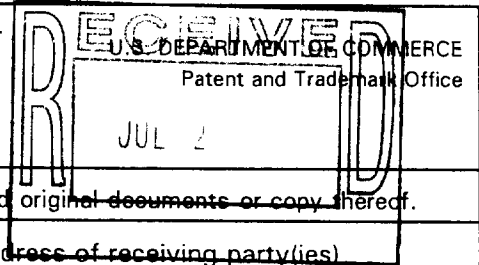 RECEIVED
U.S. DEPARTMENT OF COMMERCE
Patent and Trademark Office
JUL 2
original documents or copy thereof.
dress of receiving party(ies)